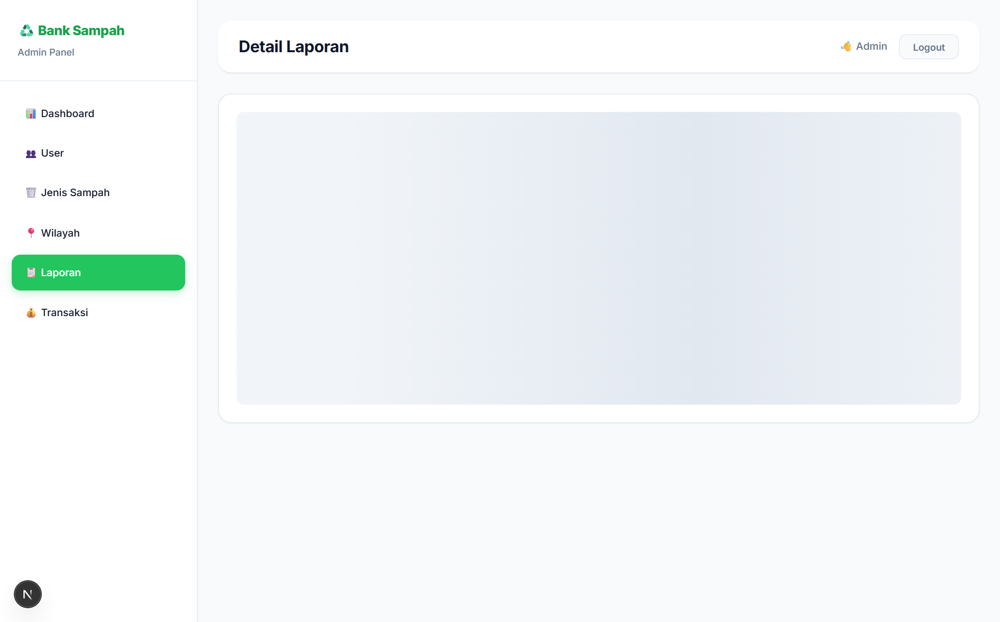 Bank Sampah
Admin Panel
Dashboard
User
Jenis Sampah
Wilayah
Laporan
Transaksi
Detail Laporan
Admin
Logout
N